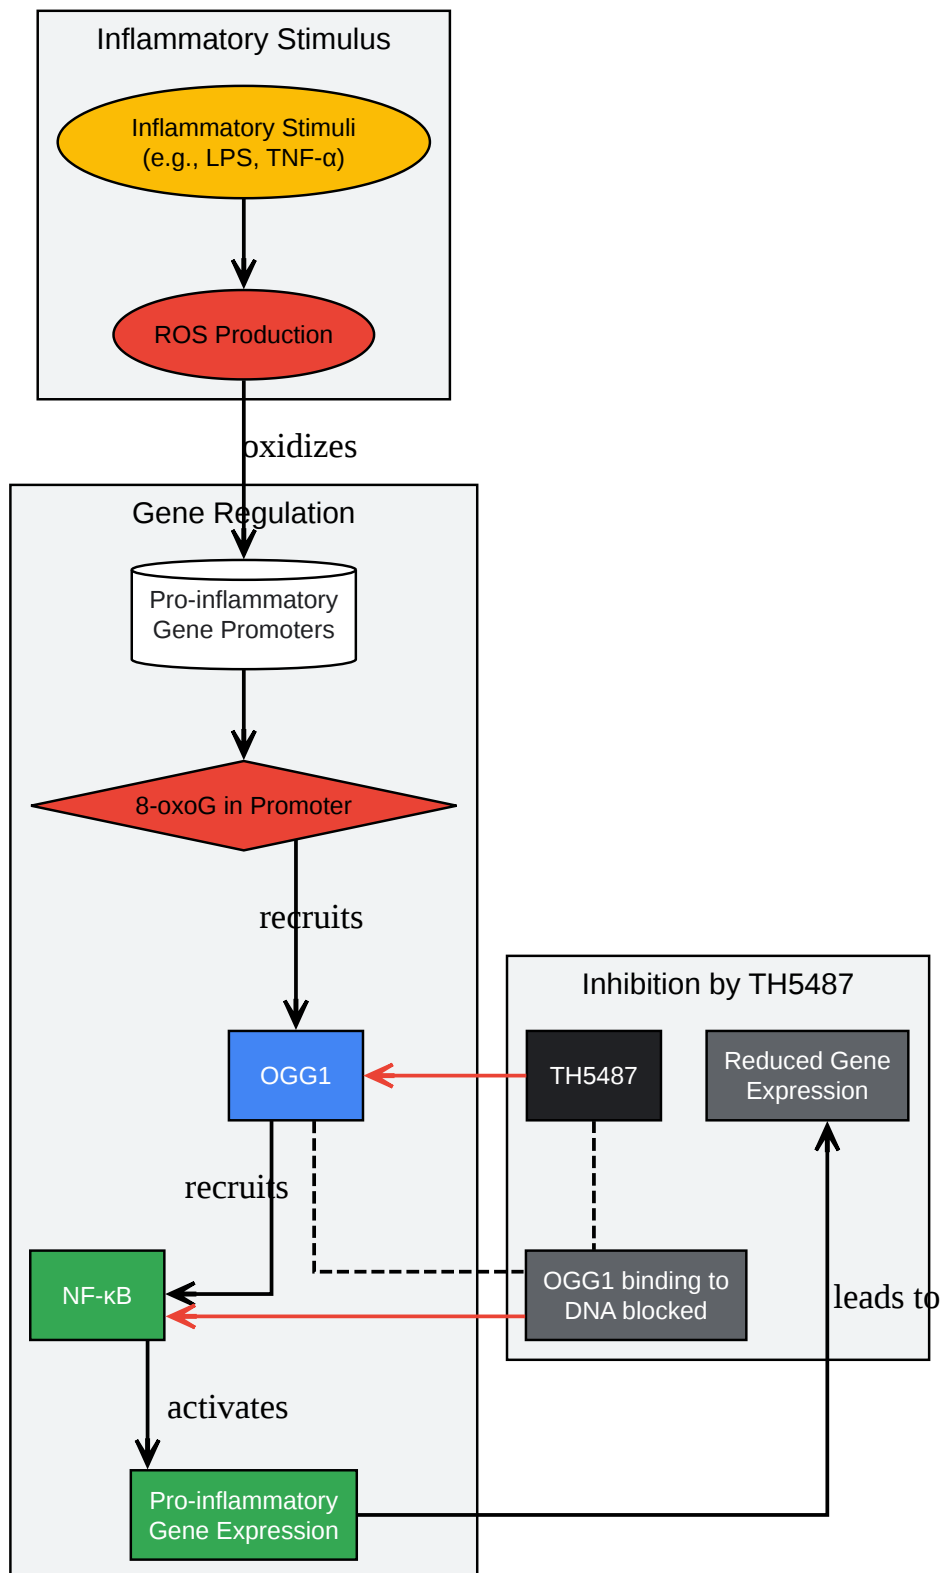 Inflammatory Stimulus
Inflammatory Stimuli
(e.g., LPS, TNF-α)
ROS Production
oxidizes
Gene Regulation
Pro-inflammatory
Gene Promoters
8-oxoG in Promoter
recruits
Inhibition by TH5487
OGG1
TH5487
Reduced Gene
Expression
recruits
NF-κB
OGG1 binding to
DNA blocked
leads to
activates
Pro-inflammatory
Gene Expression